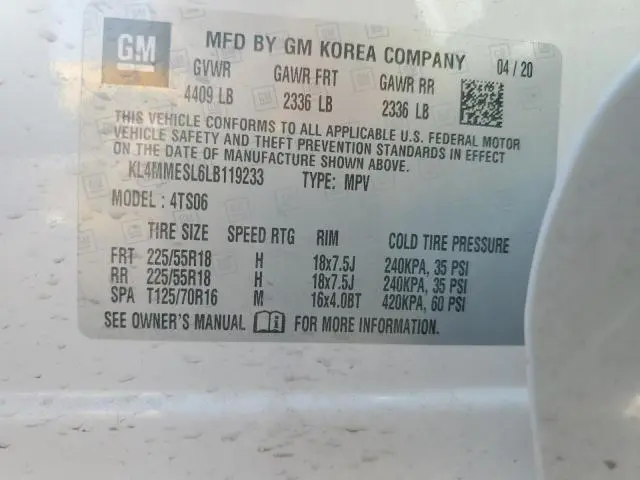 GM MFD BY GM KOREA COMPANY 04/20
GVWR GAWR FRT GAWR RR
4409 LB 2336 LB 2336 LB
THIS VEHICLE CONFORMS TO ALL APPLICABLE U.S. FEDERAL MOTOR
VEHICLE SAFETY AND THEFT PREVENTION STANDARDS IN EFFECT
ON THE DATE OF MANUFACTURE SHOWN ABOVE.
KL4MMESL6LB119233 TYPE: MPV
MODEL: 4TS06
TIRE SIZE SPEED RTG RIM COLD TIRE PRESSURE
FRT 225/55R18 H 18x7.5J 240KPA, 35 PSI
RR 225/55R18 H 18x7.5J 240KPA, 35 PSI
SPA T125/70R16 M 16x4.0BT 420KPA, 60 PSI
SEE OWNER'S MANUAL FOR MORE INFORMATION.